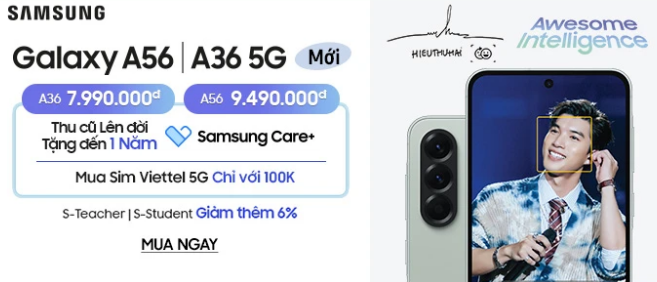 SAMSUNG
Galaxy A56 | A36 5G Mới
A36 7.990.000đ A56 9.490.000đ
Thu cũ Lên đời
Tặng đến 1 Năm Samsung Care+
Mua Sim Viettel 5G Chỉ với 100K
S-Teacher | S-Student Giảm thêm 6%
MUA NGAY
HIEUTHUHAI
Awesome
Intelligence